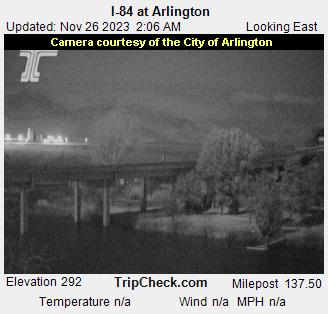 I-84 at Arlington
Updated: Nov 26 2023 2:06 AM Looking East
Camera courtesy of the City of Arlington
Elevation 292 TripCheck.com Milepost 137.50
Temperature n/a Wind n/a MPH n/a